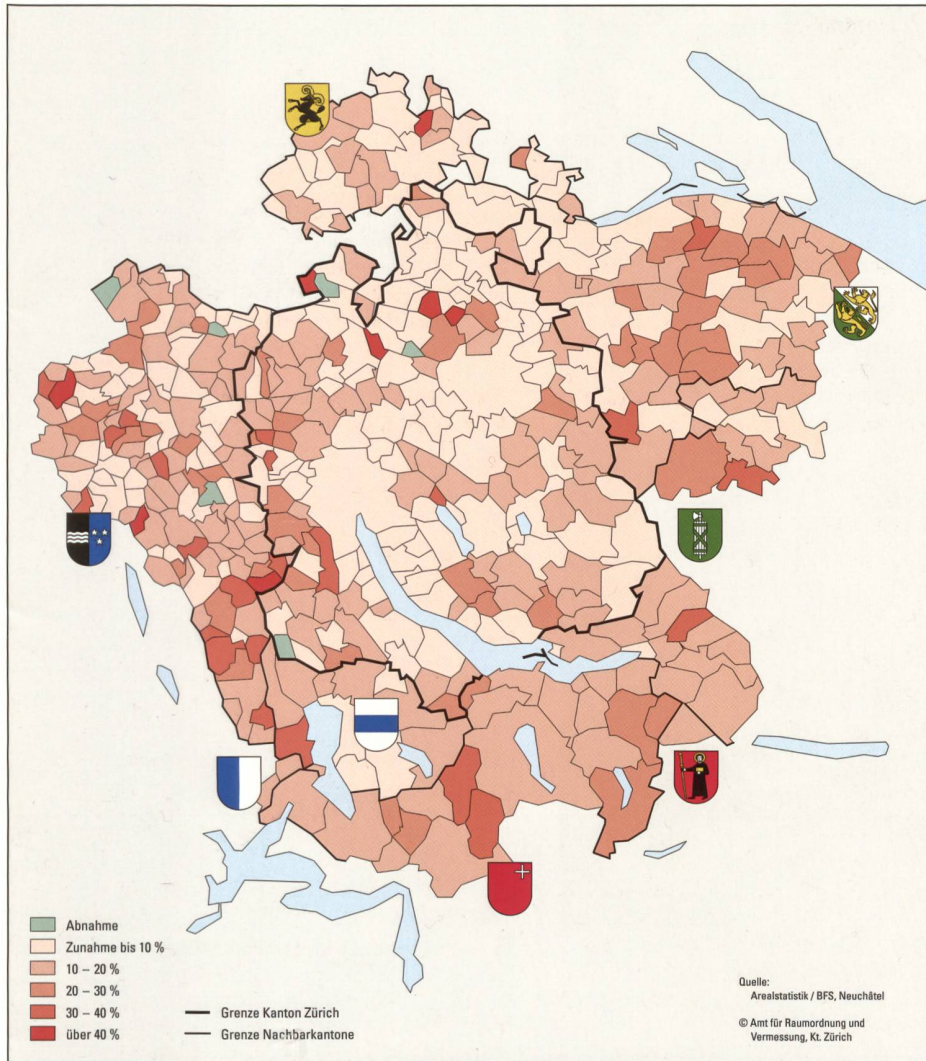 Abnahme
Zunahme bis 10 %
10 – 20 %
20 – 30 %
30 – 40 %
über 40 %
Grenze Kanton Zürich
Grenze Nachbarkantone
Quelle:
Arealstatistik / BFS, Neuchâtel
© Amt für Raumordnung und
Vermessung, Kt. Zürich